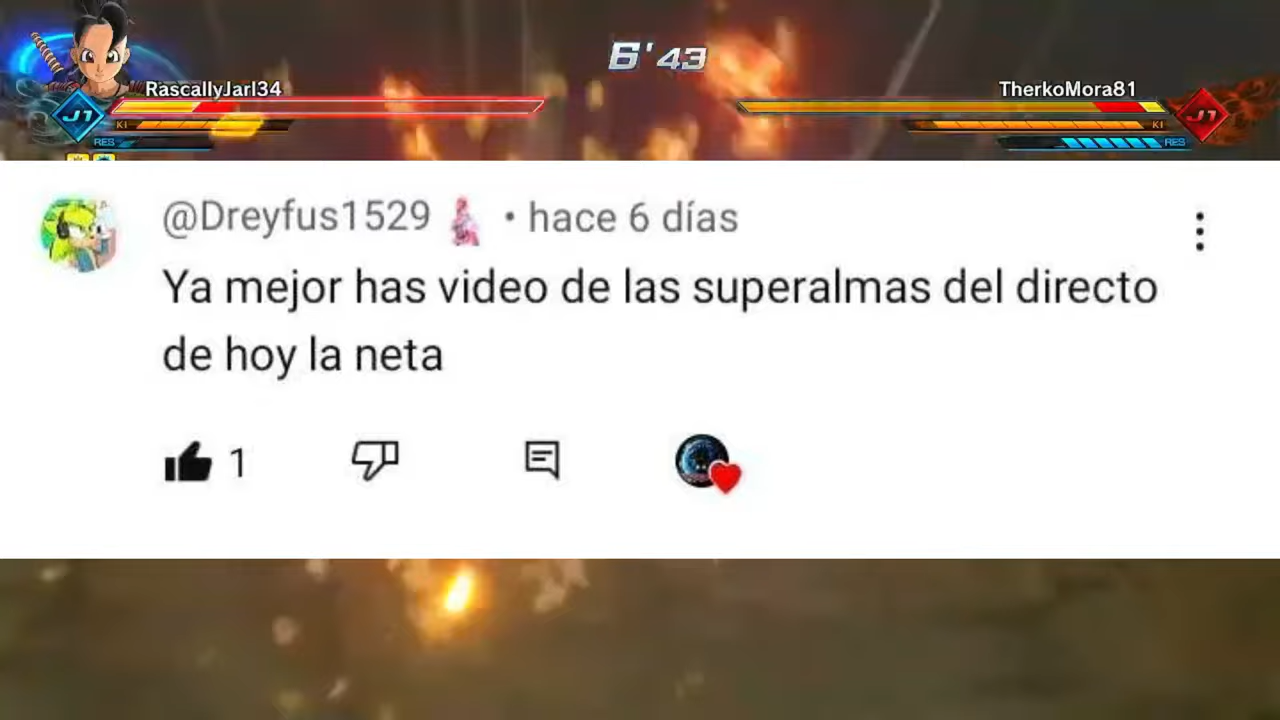 6'43
RascallyJarl34
TherkoMora81
J1
KI
KI
J1
RES
RES
@Dreyfus1529 • hace 6 días
Ya mejor has video de las superalmas del directo
de hoy la neta
1